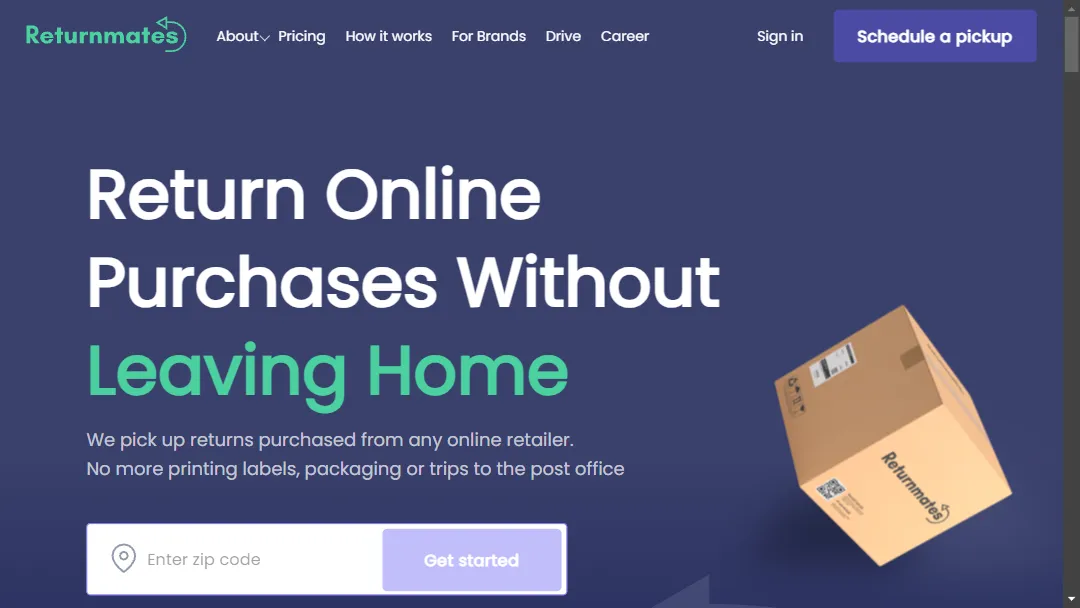 Returnmates
About Pricing How it works For Brands Drive Career Sign in Schedule a pickup
Return Online
Purchases Without
Leaving Home
We pick up returns purchased from any online retailer.
No more printing labels, packaging or trips to the post office
Enter zip code
Get started
Returnmates